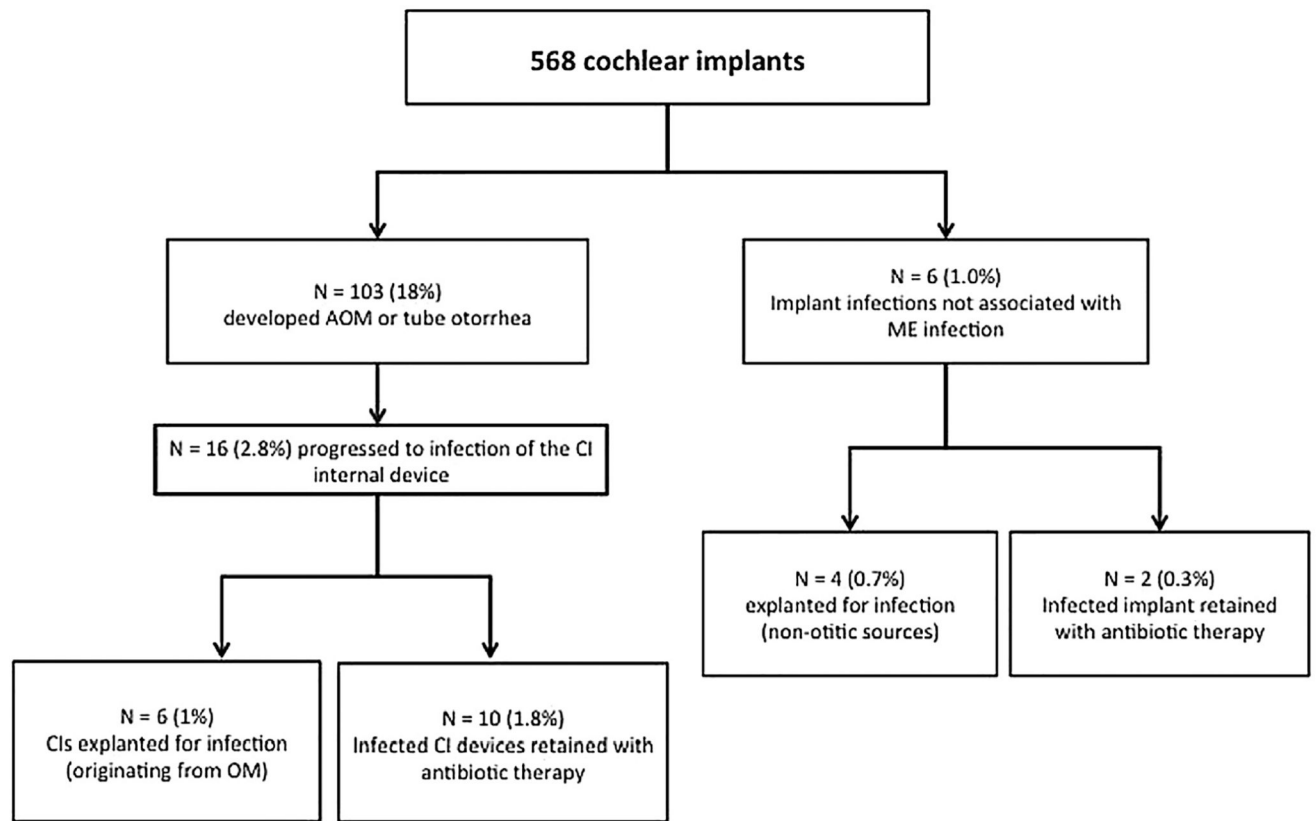 568 cochlear implants
N = 103 (18%)
developed AOM or tube otorrhea
N = 6 (1.0%)
Implant infections not associated with
ME infection
N = 16 (2.8%) progressed to infection of the CI
internal device
N = 4 (0.7%)
explanted for infection
(non-otitic sources)
N = 2 (0.3%)
Infected implant retained
with antibiotic therapy
N = 6 (1%)
CIs explanted for infection
(originating from OM)
N = 10 (1.8%)
Infected CI devices retained with
antibiotic therapy